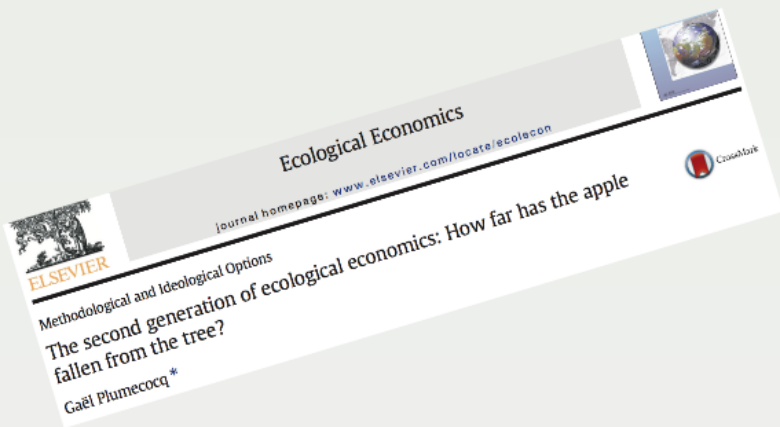 Ecological Economics
journal homepage: www.elsevier.com/locate/ecolecon
ELSEVIER
CrossMark
Methodological and Ideological Options
The second generation of ecological economics: How far has the apple
fallen from the tree?
Gaël Plumecocq *